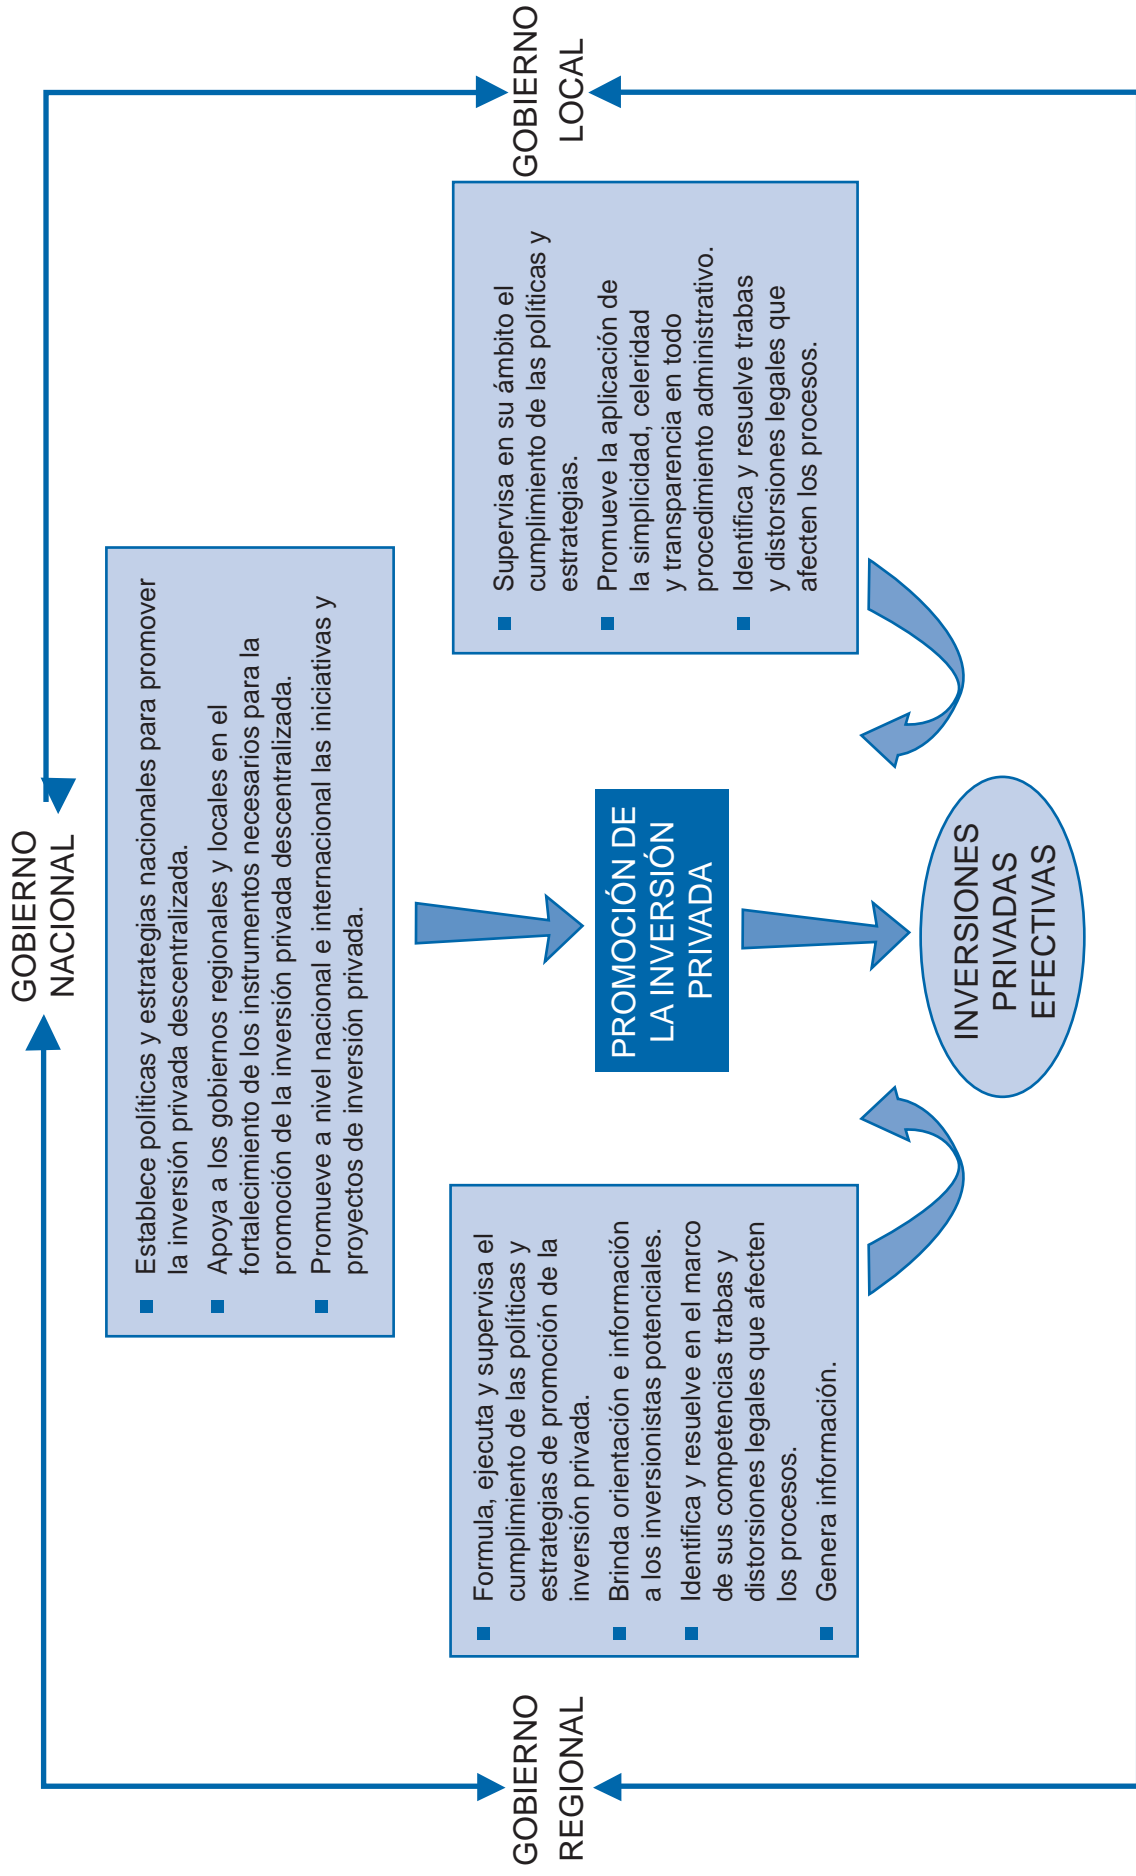 GOBIERNO
NACIONAL
Establece políticas y estrategias nacionales para promover
la inversión privada descentralizada.
Apoya a los gobiernos regionales y locales en el
fortalecimiento de los instrumentos necesarios para la
promoción de la inversión privada descentralizada.
Promueve a nivel nacional e internacional las iniciativas y
proyectos de inversión privada.
GOBIERNO
REGIONAL
Formula, ejecuta y supervisa el
cumplimiento de las políticas y
estrategias de promoción de la
inversión privada.
Brinda orientación e información
a los inversionistas potenciales.
Identifica y resuelve en el marco
de sus competencias trabas y
distorsiones legales que afecten
los procesos.
Genera información.
PROMOCIÓN DE
LA INVERSIÓN
PRIVADA
INVERSIONES
PRIVADAS
EFECTIVAS
Supervisa en su ámbito el
cumplimiento de las políticas y
estrategias.
Promueve la aplicación de
la simplicidad, celeridad
y transparencia en todo
procedimiento administrativo.
Identifica y resuelve trabas
y distorsiones legales que
afecten los procesos.
GOBIERNO
LOCAL